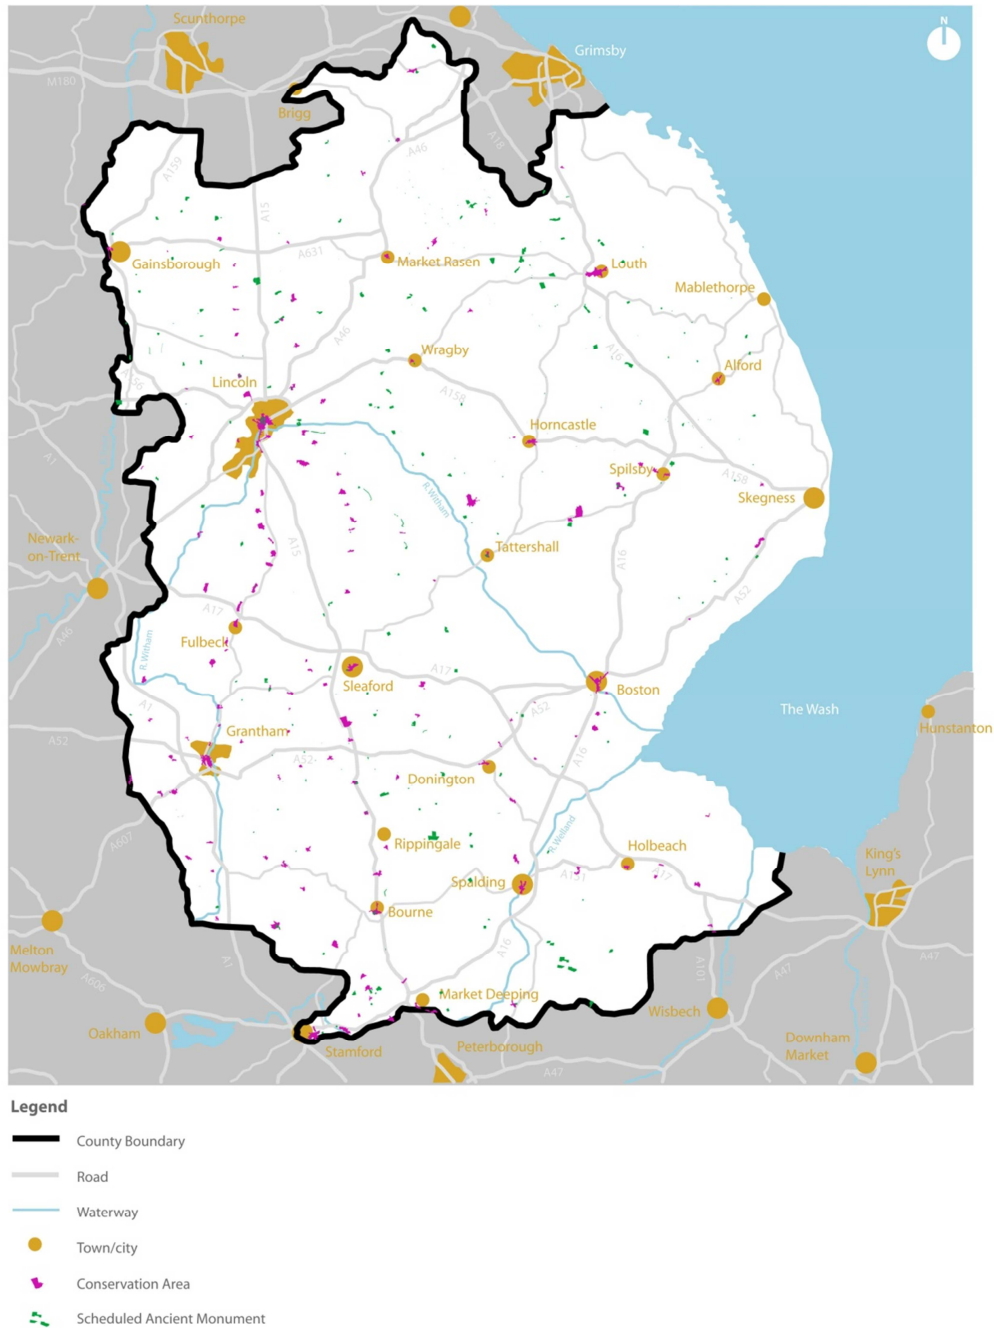 Scunthorpe
N
Grimsby
M180
Brigg
A18
A46
A159
A15
A631
Gainsborough
Market Rasen
Louth
Mablethorpe
A46
A16
Wragby
Alford
A156
Lincoln
A158
Horncastle
A1
Spilsby
A158
Skegness
R.Witham
Newark-
on-Trent
A15
Tattershall
A16
A52
A17
A46
R.Witham
Fulbeck
A17
Sleaford
Boston
A1
A52
The Wash
Hunstanton
Grantham
A52
A52
A16
Donington
A607
R.Welland
Rippingale
Holbeach
King's
Lynn
Spalding
A151
A17
Bourne
Melton
Mowbray
A16
A47
A1
A101
A47
A606
Market Deeping
Wisbech
Oakham
Downham
Market
Stamford
Peterborough
A47
Legend
County Boundary
Road
Waterway
Town/city
Conservation Area
Scheduled Ancient Monument